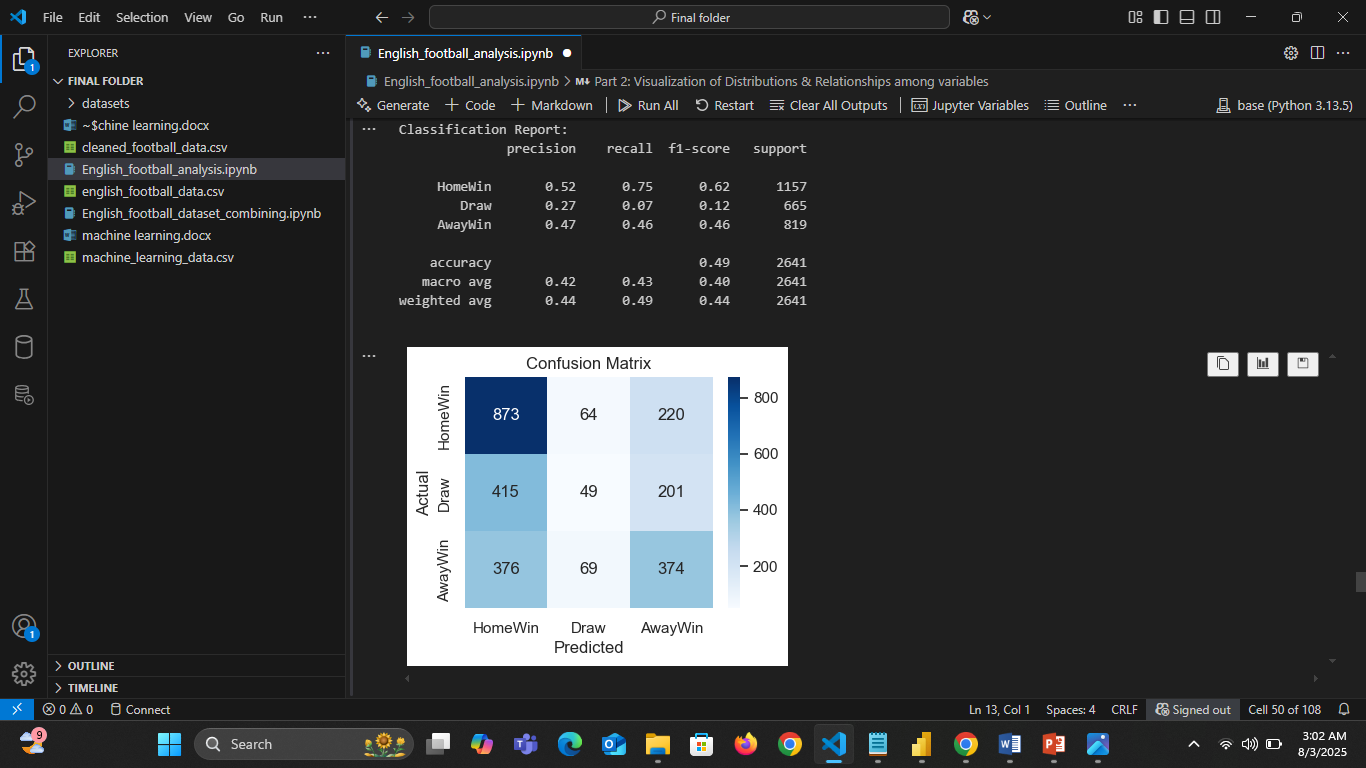 File Edit Selection View Go Run ··· Final folder
EXPLORER ···
FINAL FOLDER
datasets
~$chine learning.docx
cleaned_football_data.csv
English_football_analysis.ipynb
english_football_data.csv
English_football_dataset_combining.ipynb
machine learning.docx
machine_learning_data.csv
OUTLINE
TIMELINE
1
1
English_football_analysis.ipynb
English_football_analysis.ipynb > M↓ Part 2: Visualization of Distributions & Relationships among variables
Generate + Code + Markdown Run All Restart Clear All Outputs Jupyter Variables Outline ··· base (Python 3.13.5)
Classification Report:
precision recall f1-score support
HomeWin 0.52 0.75 0.62 1157
Draw 0.27 0.07 0.12 665
AwayWin 0.47 0.46 0.46 819
accuracy 0.49 2641
macro avg 0.42 0.43 0.40 2641
weighted avg 0.44 0.49 0.44 2641
Confusion Matrix
Actual
HomeWin 873 64 220
Draw 415 49 201
AwayWin 376 69 374
HomeWin Draw AwayWin
Predicted
800
600
400
200
0 0 Connect Ln 13, Col 1 Spaces: 4 CRLF Signed out Cell 50 of 108
9 Search 3:02 AM
8/3/2025